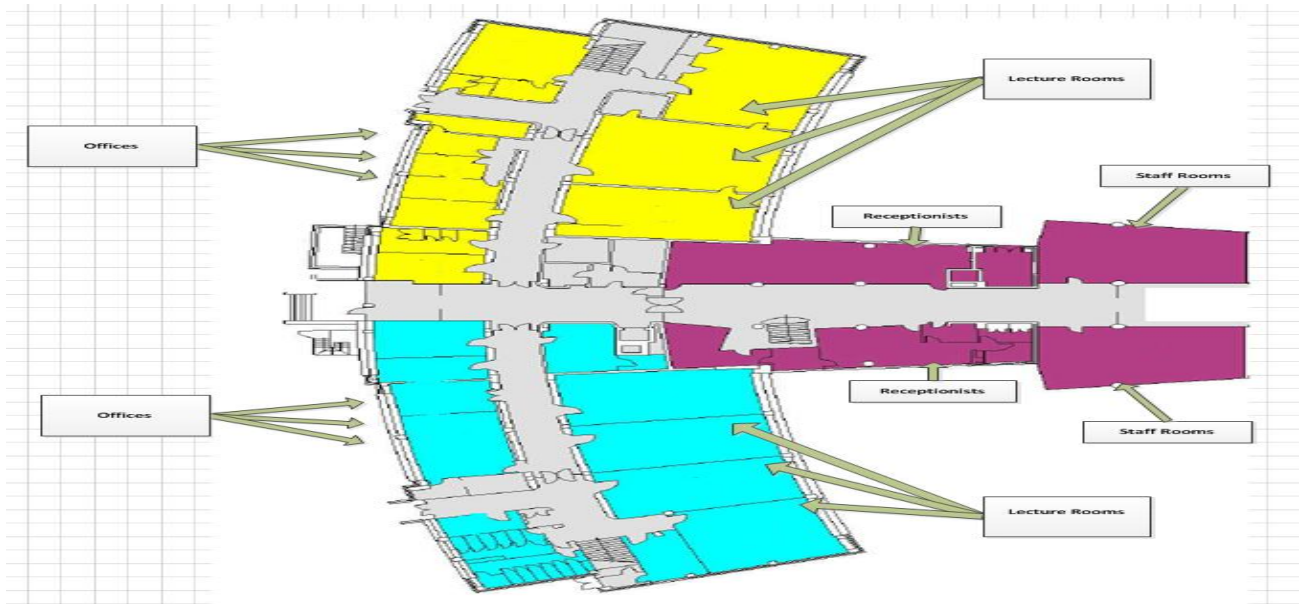 Lecture Rooms
Offices
Staff Rooms
Receptionists
Receptionists
Offices
Staff Rooms
Lecture Rooms